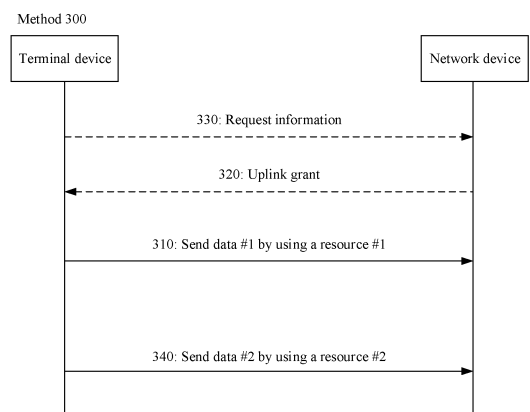 Method 300
Terminal device
Network device
330: Request information
320: Uplink grant
310: Send data #1 by using a resource #1
340: Send data #2 by using a resource #2